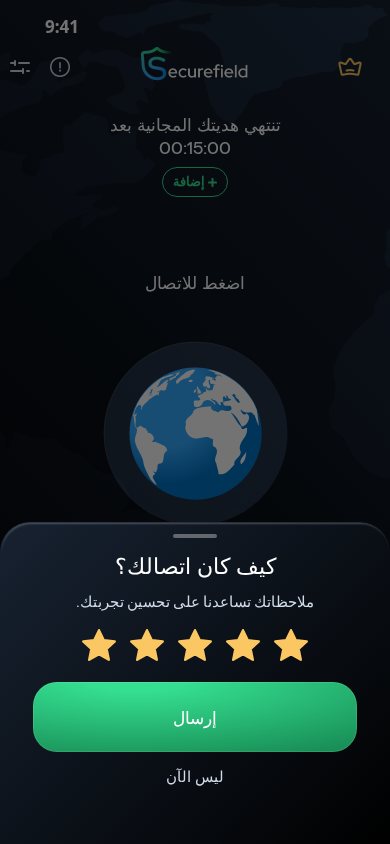 9:41
Securefield
تنتهي هديتك المجانية بعد
00:15:00
+ إضافة
اضغط للاتصال
كيف كان اتصالك؟
ملاحظاتك تساعدنا على تحسين تجربتك.
إرسال
ليس الآن